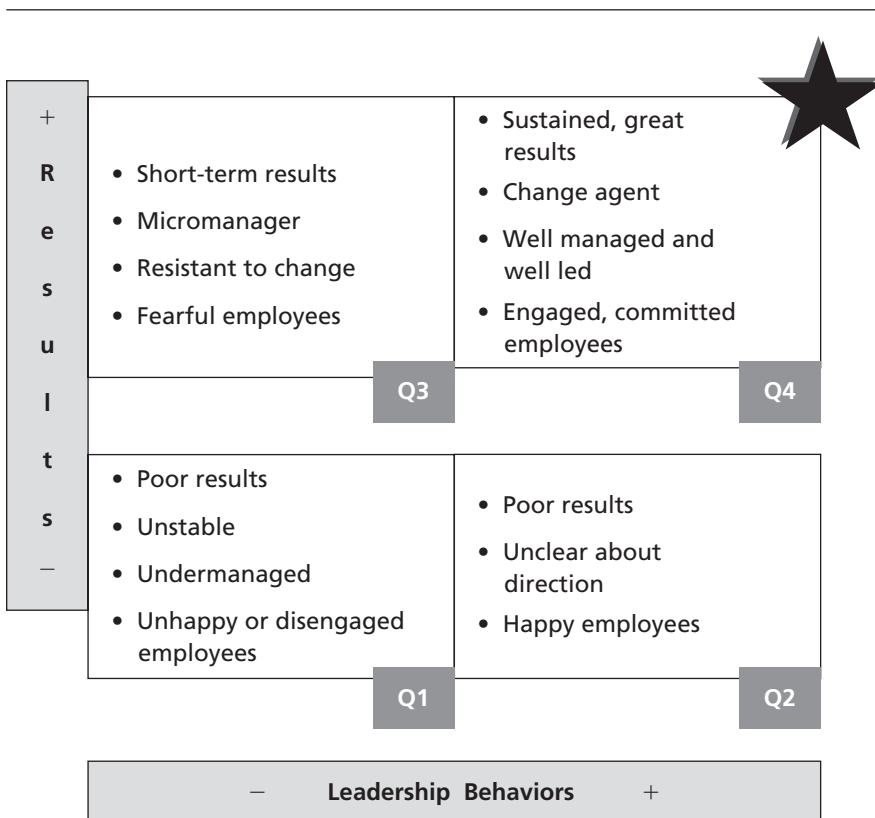 +
R
e
s
u
l
t
s
−
• Short-term results
• Micromanager
• Resistant to change
• Fearful employees
Q3
• Sustained, great
results
• Change agent
• Well managed and
well led
• Engaged, committed
employees
Q4
• Poor results
• Unstable
• Undermanaged
• Unhappy or disengaged
employees
Q1
• Poor results
• Unclear about
direction
• Happy employees
Q2
− Leadership Behaviors +